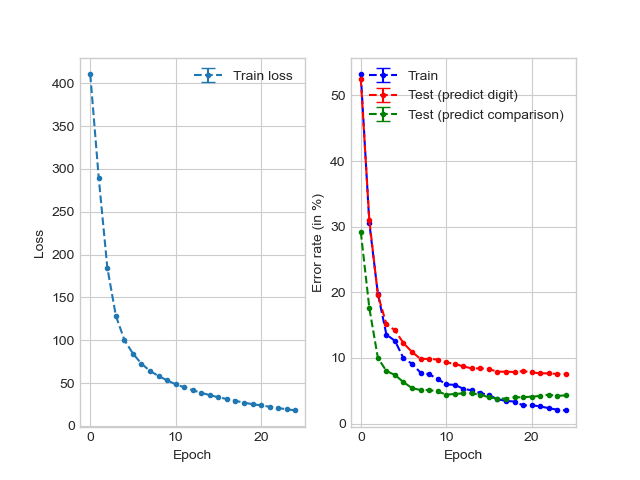 Train loss
400
350
300
250
200
150
100
50
0
0 10 20
Epoch
Loss
Train
Test (predict digit)
Test (predict comparison)
50
40
30
20
10
0
0 10 20
Epoch
Error rate (in %)